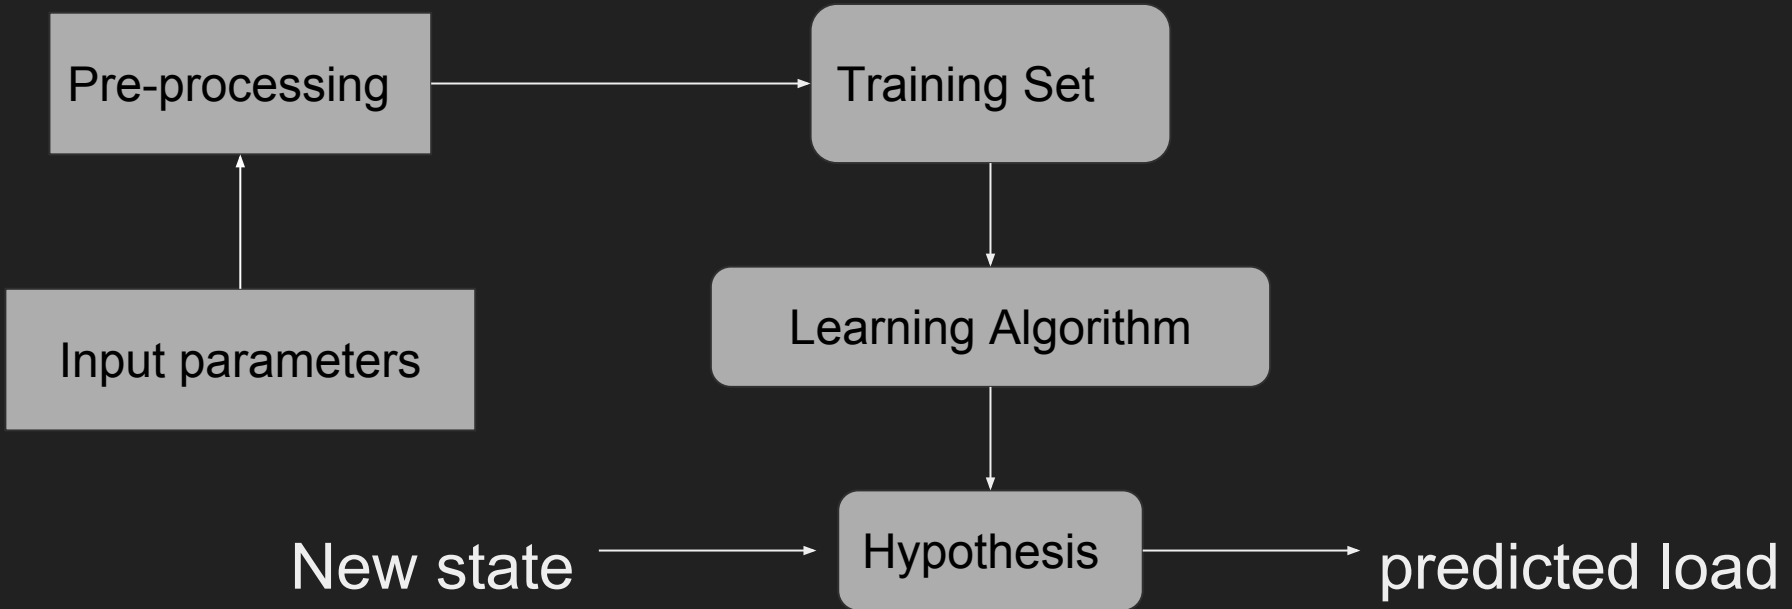 Pre-processing
Training Set
Learning Algorithm
Input parameters
Hypothesis
New state
predicted load